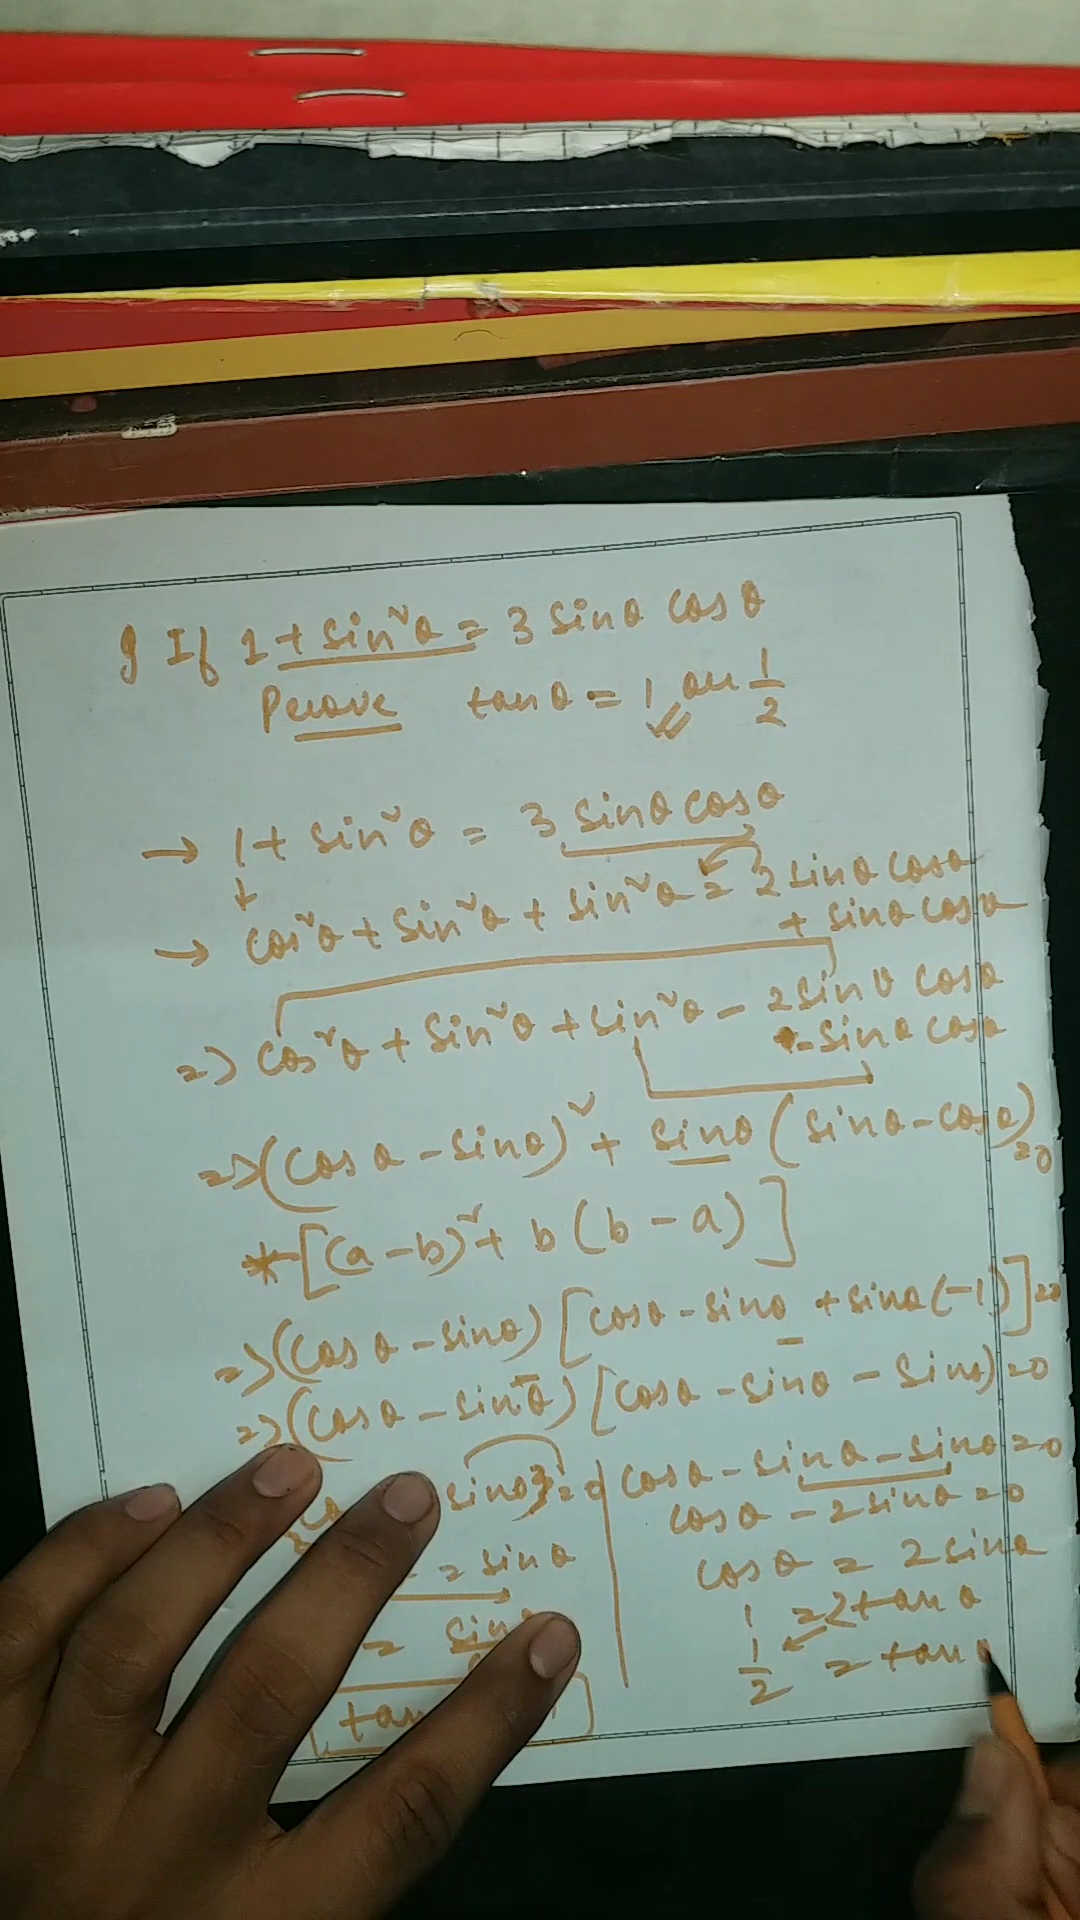 g If 1 + sin²θ = 3 sinθ cosθ
Prove tanθ = 1 or 1/2
→ 1 + sin²θ = 3 sinθ cosθ
→ cos²θ + sin²θ + sin²θ = 2 sinθ cosθ
+ sinθ cosθ
=> cos²θ + sin²θ + sin²θ - 2 sinθ cosθ
- sinθ cosθ
=> (cosθ - sinθ)² + sinθ (sinθ - cosθ) = 0
* [(a - b)² + b (b - a)]
=> (cosθ - sinθ) [cosθ - sinθ + sinθ (-1)] = 0
=> (cosθ - sinθ) [cosθ - sinθ - sinθ) = 0
sinθ} = 0
= sinθ
=
tan
cosθ - sinθ - sinθ = 0
cosθ - 2 sinθ = 0
cosθ = 2 sinθ
1 = 2 tanθ
1/2 = tanθ